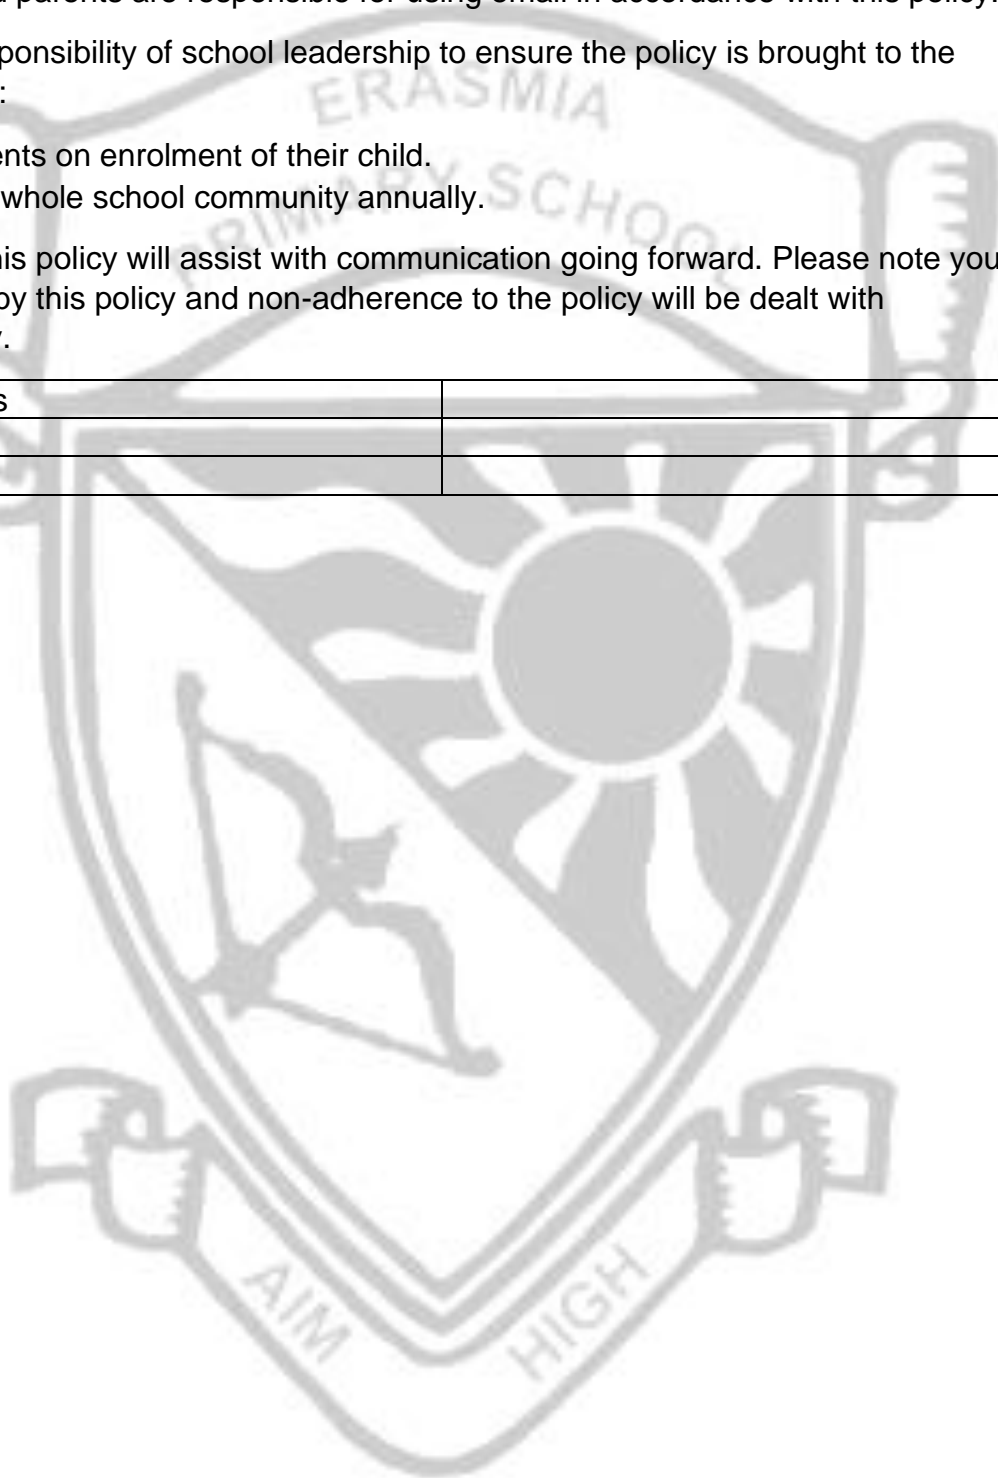 parents are responsible for using email in accordance with this policy.
responsibility of school leadership to ensure the policy is brought to the
:
ents on enrolment of their child.
whole school community annually.
this policy will assist with communication going forward. Please note you
by this policy and non-adherence to the policy will be dealt with
s
ERASMIA
PRIMARY SCHOOL
AIM HIGH